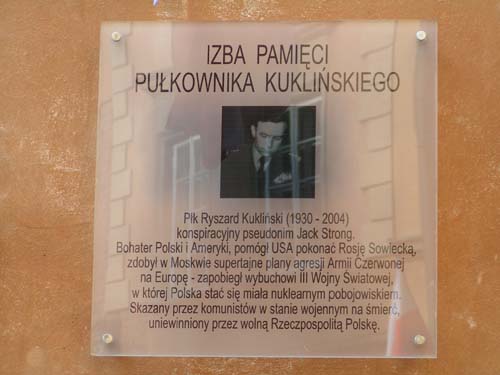 IZBA PAMIĘCI
PUŁKOWNIKA KUKLIŃSKIEGO
Płk Ryszard Kukliński (1930 - 2004)
konspiracyjny pseudonim Jack Strong.
Bohater Polski i Ameryki, pomógł USA pokonać Rosję Sowiecką,
zdobył w Moskwie supertajne plany agresji Armii Czerwonej
na Europę - zapobiegł wybuchowi III Wojny Światowej,
w której Polska stać się miała nuklearnym pobojowiskiem.
Skazany przez komunistów w stanie wojennym na śmierć,
uniewinniony przez wolną Rzeczpospolitą Polskę.